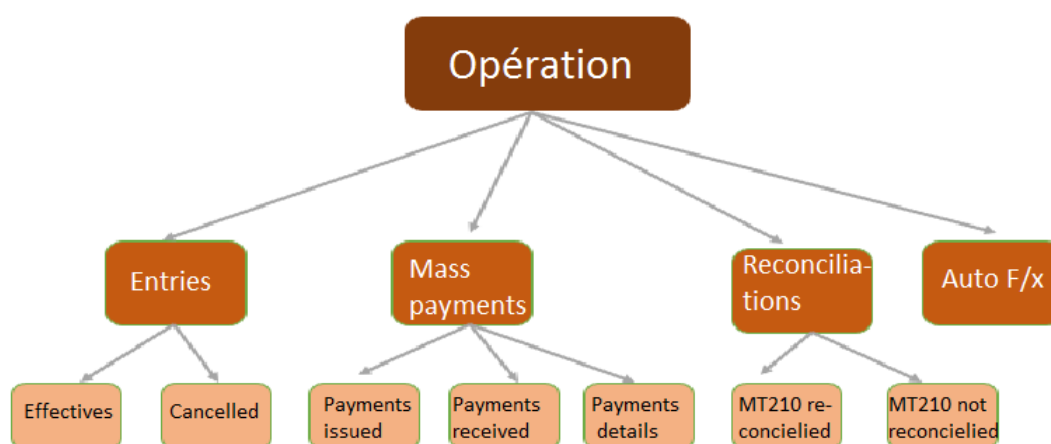 Opération
Entries
Mass
payments
Reconcilia-
tions
Auto F/x
Effectives
Cancelled
Payments
issued
Payments
received
Payments
details
MT210 re-
concielied
MT210 not
reconcielied